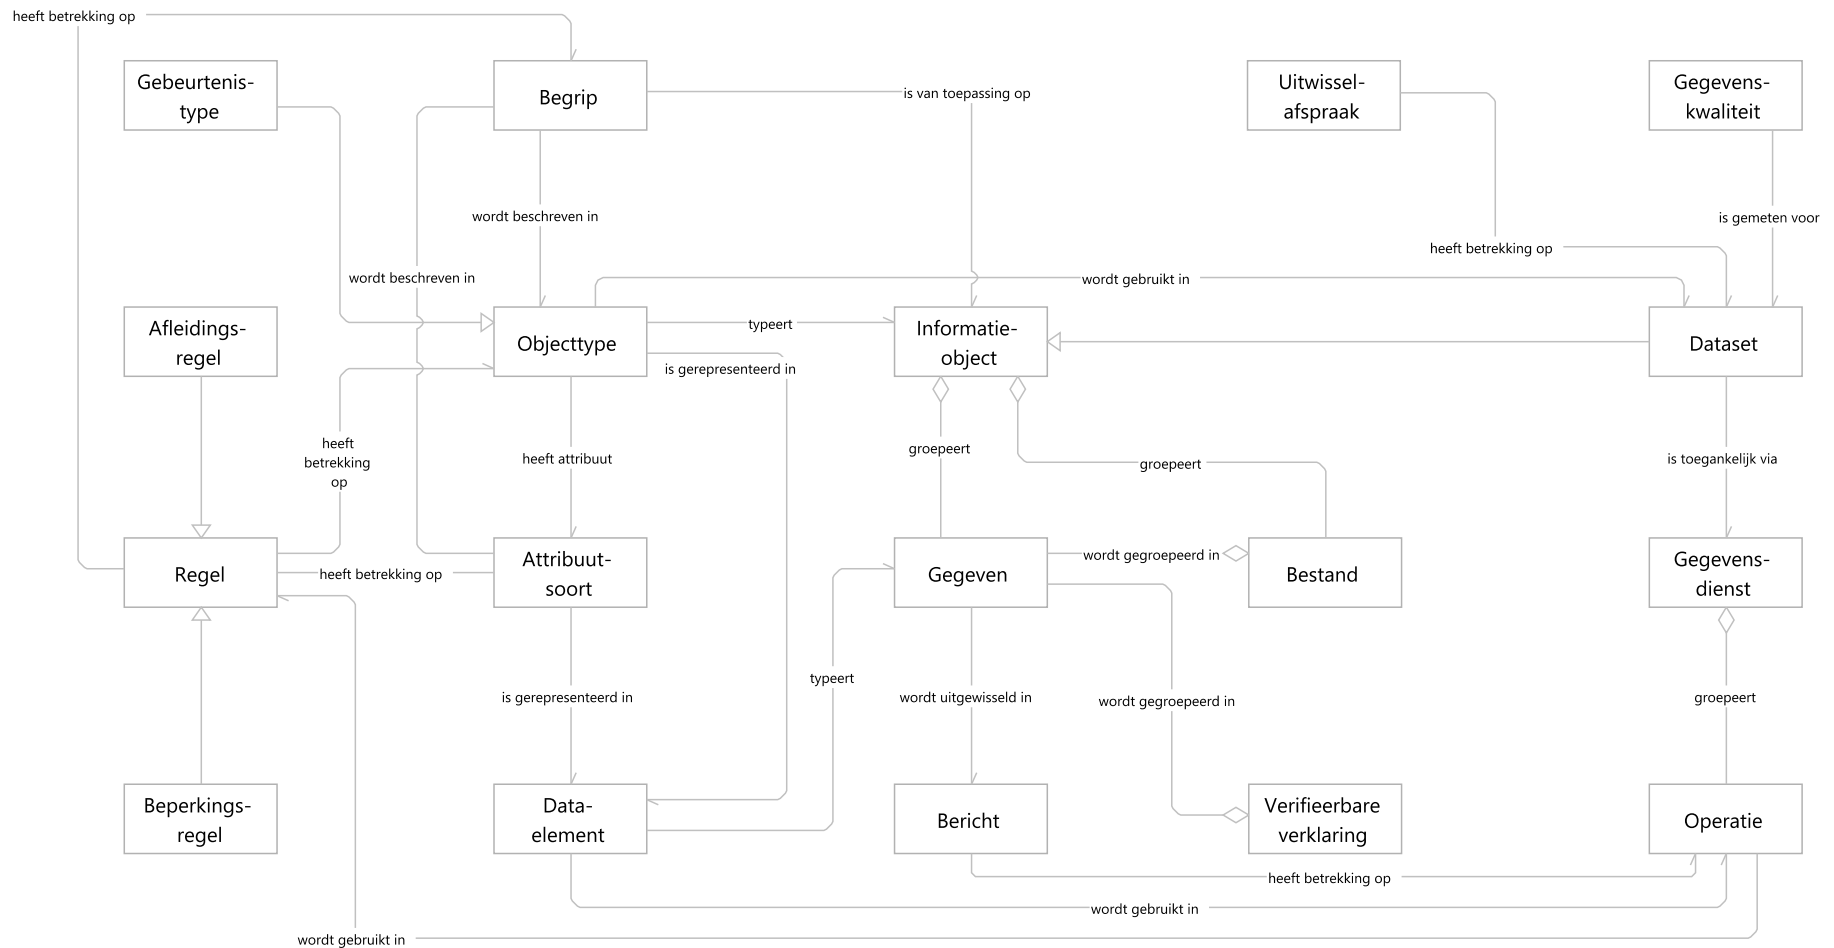 heeft betrekking op
Gebeurtenis-
type
Begrip
is van toepassing op
Uitwissel-
afspraak
Gegevens-
kwaliteit
wordt beschreven in
is gemeten voor
heeft betrekking op
wordt beschreven in
wordt gebruikt in
Afleidings-
regel
Objecttype
typeert
Informatie-
object
Dataset
is gerepresenteerd in
heeft
betrekking
op
heeft attribuut
groepeert
groepeert
is toegankelijk via
Regel
heeft betrekking op
Attribuut-
soort
Gegeven
wordt gegroepeerd in
Bestand
Gegevens-
dienst
typeert
is gerepresenteerd in
wordt uitgewisseld in
wordt gegroepeerd in
groepeert
Beperkings-
regel
Data-
element
Bericht
Verifieerbare
verklaring
Operatie
heeft betrekking op
wordt gebruikt in
wordt gebruikt in